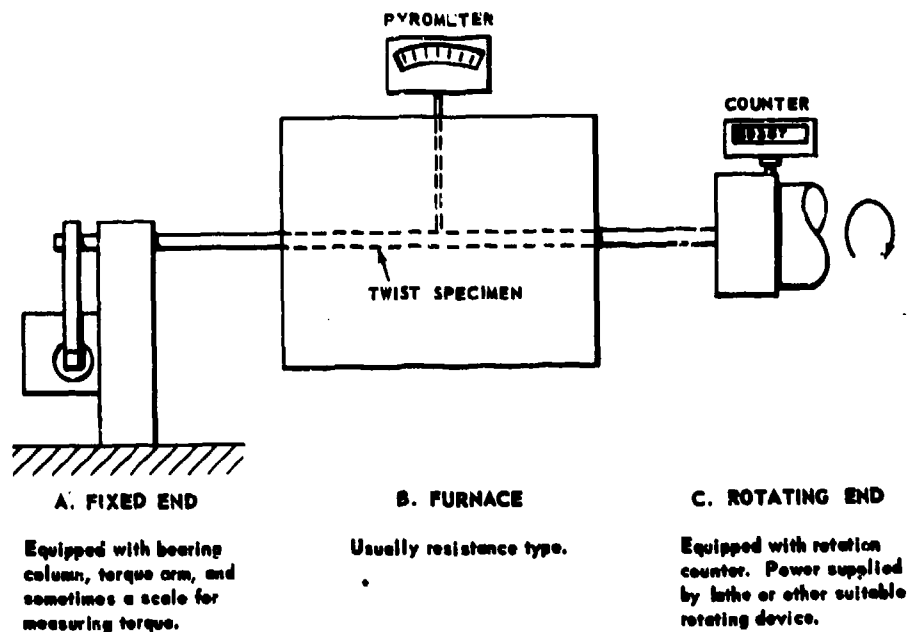 PYROMETER
COUNTER
TWIST SPECIMEN
A. FIXED END
Equipped with bearing
column, torque arm, and
sometimes a scale for
measuring torque.
B. FURNACE
Usually resistance type.
C. ROTATING END
Equipped with rotation
counter. Power supplied
by lathe or other suitable
rotating device.